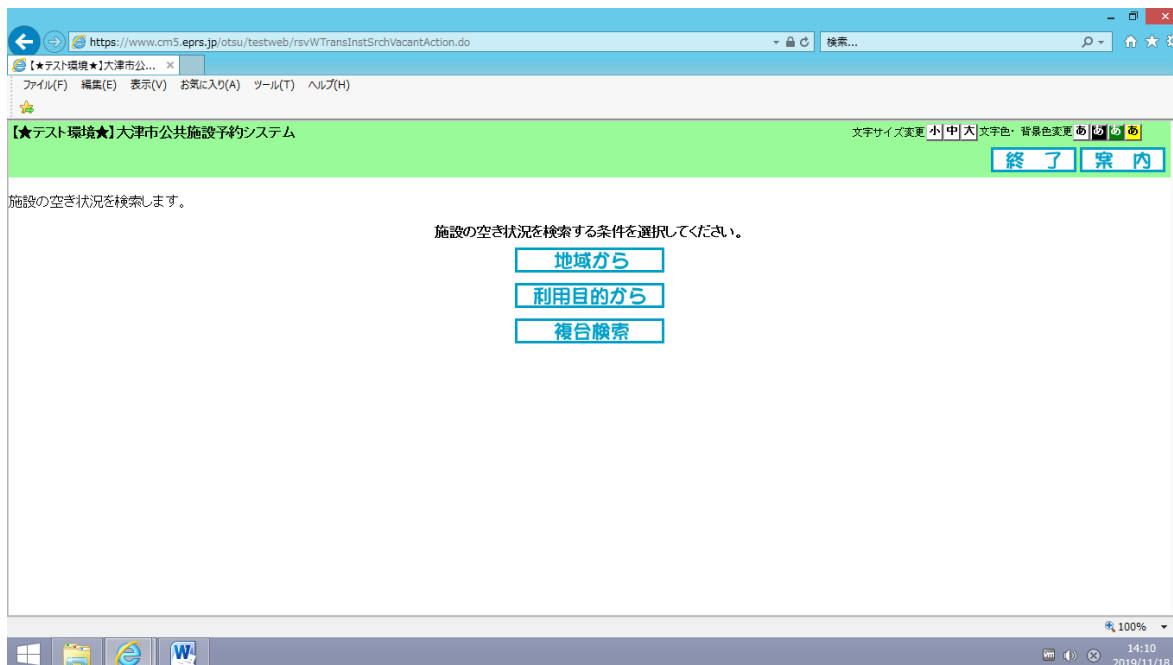 https://www.cm5.eprs.jp/otsu/testweb/rsvWTransInstSrchVacantAction.do
検索...
【★テスト環境★】大津市公...
ファイル(F) 編集(E) 表示(V) お気に入り(A) ツール(T) ヘルプ(H)
【★テスト環境★】大津市公共施設予約システム
文字サイズ変更 小 中 大 文字色・背景色変更 あ あ あ あ
終了 案内
施設の空き状況を検索します。
施設の空き状況を検索する条件を選択してください。
地域から
利用目的から
複合検索
100%
14:10
2019/11/18